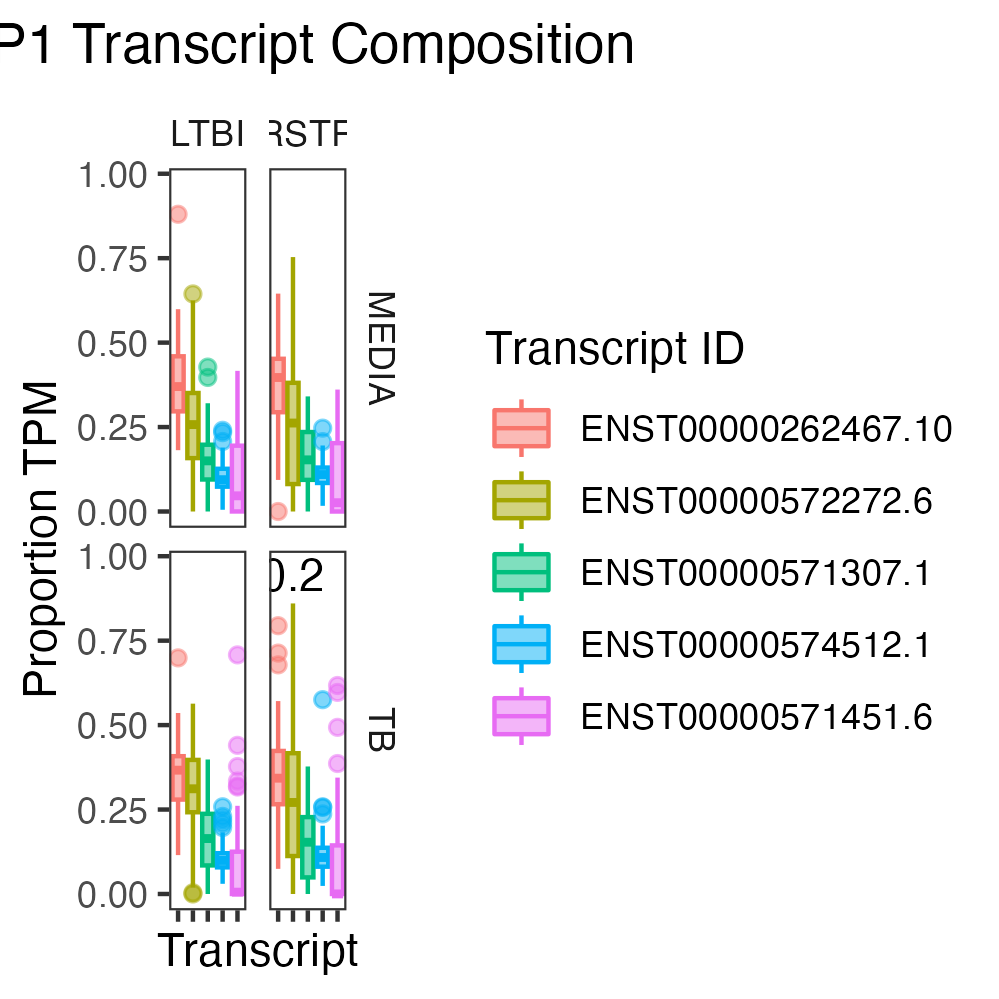 P1 Transcript Composition
LTBI
RSTR
MEDIA
1.00
0.75
0.50
0.25
0.00
TB
0.2
1.00
0.75
0.50
0.25
0.00
Proportion TPM
Transcript
Transcript ID
ENST00000262467.10
ENST00000572272.6
ENST00000571307.1
ENST00000574512.1
ENST00000571451.6